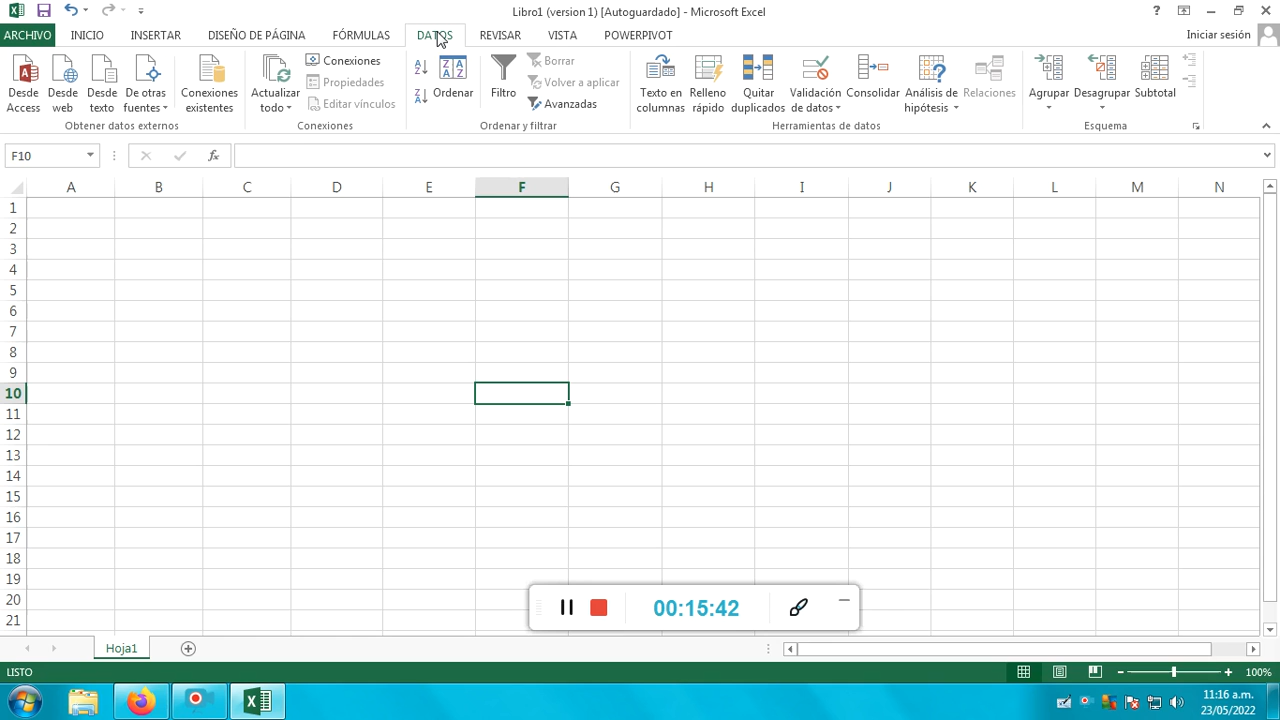 Libro1 (version 1) [Autoguardado] - Microsoft Excel
?
ARCHIVO INICIO INSERTAR DISEÑO DE PÁGINA FÓRMULAS DATOS REVISAR VISTA POWERPIVOT Iniciar sesión
Desde Access
Desde web
Desde texto
De otras fuentes
Conexiones existentes
Obtener datos externos
Actualizar todo
Conexiones
Propiedades
Editar vínculos
Conexiones
Ordenar
Filtro
Borrar
Volver a aplicar
Avanzadas
Ordenar y filtrar
Texto en columnas
Relleno rápido
Quitar duplicados
Validación de datos
Consolidar
Análisis de hipótesis
Relaciones
Herramientas de datos
Agrupar
Desagrupar
Subtotal
Esquema
F10 fx
A B C D E F G H I J K L M N
1
2
3
4
5
6
7
8
9
10
11
12
13
14
15
16
17
18
19
20
21
00:15:42
Hoja1
LISTO 100%
11:16 a.m.
23/05/2022